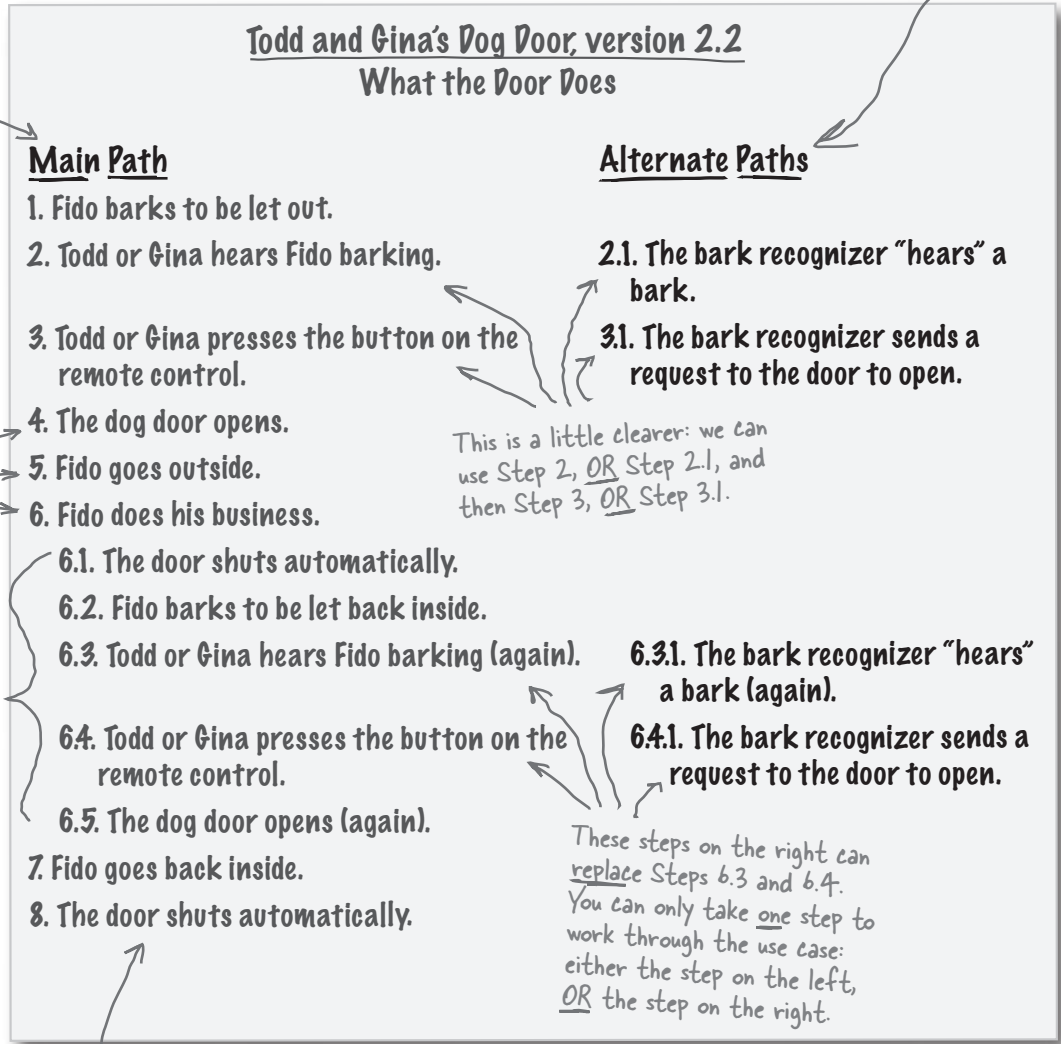 Todd and Gina's Dog Door, version 2.2
What the Door Does
Main Path
Alternate Paths
1. Fido barks to be let out.
2. Todd or Gina hears Fido barking.
2.1. The bark recognizer "hears" a
bark.
3. Todd or Gina presses the button on the
remote control.
3.1. The bark recognizer sends a
request to the door to open.
4. The dog door opens.
5. Fido goes outside.
6. Fido does his business.
This is a little clearer: we can
use Step 2, OR Step 2.1, and
then Step 3, OR Step 3.1.
6.1. The door shuts automatically.
6.2. Fido barks to be let back inside.
6.3. Todd or Gina hears Fido barking (again).
6.3.1. The bark recognizer "hears"
a bark (again).
6.4. Todd or Gina presses the button on the
remote control.
6.4.1. The bark recognizer sends a
request to the door to open.
6.5. The dog door opens (again).
7. Fido goes back inside.
8. The door shuts automatically.
These steps on the right can
replace Steps 6.3 and 6.4.
You can only take one step to
work through the use case:
either the step on the left,
OR the step on the right.